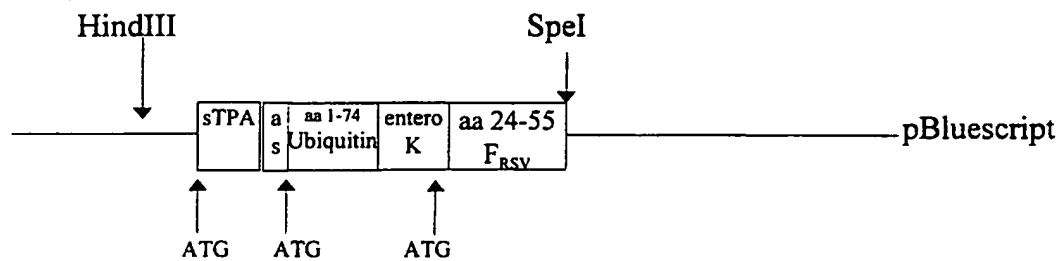 HindIII SpeI
sTPA a s aa 1-74 Ubiquitin entero K aa 24-55 F_RSV
pBluescript
ATG ATG ATG